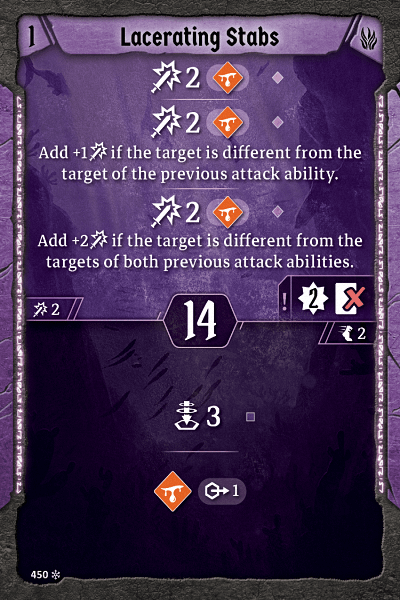 1 Lacerating Stabs
2
2
Add +1 if the target is different from the
target of the previous attack ability.
2
Add +2 if the target is different from the
targets of both previous attack abilities.
! 2
2
14
2
3
1
450